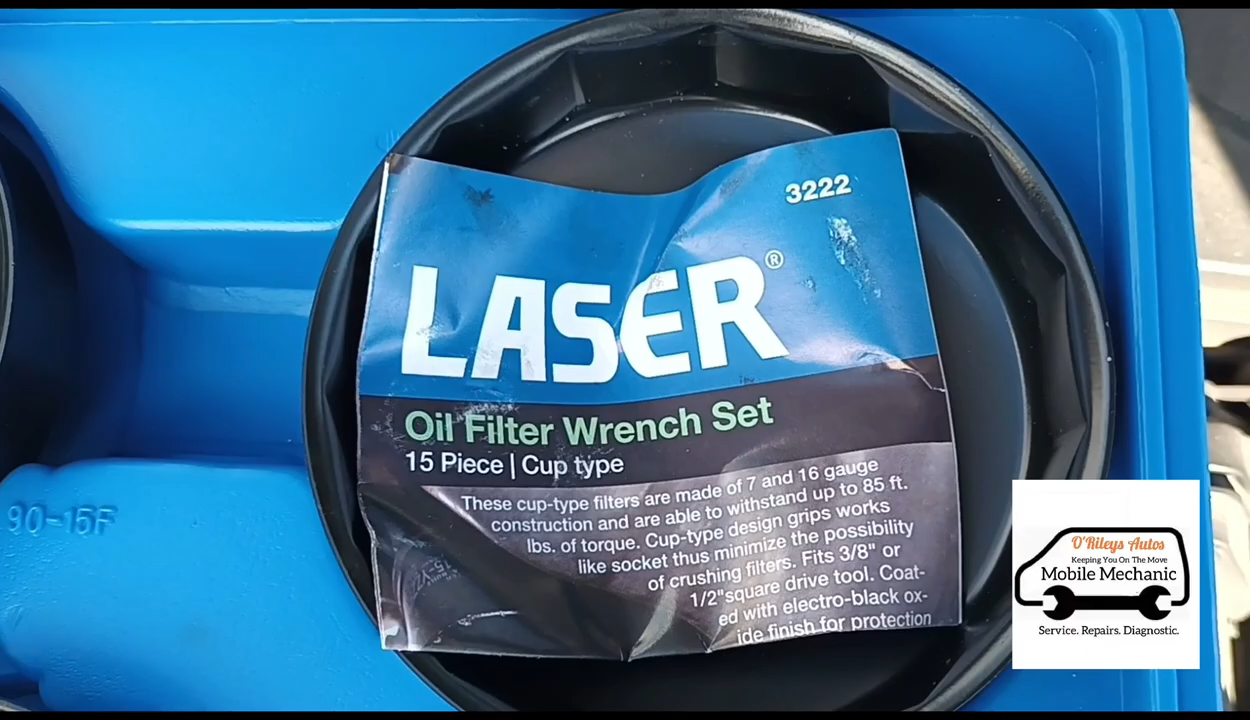 3222
LASER®
Oil Filter Wrench Set
15 Piece | Cup type
These cup-type filters are made of 7 and 16 gauge
construction and are able to withstand up to 85 ft.
lbs. of torque. Cup-type design grips works
like socket thus minimize the possibility
of crushing filters. Fits 3/8" or
1/2"square drive tool. Coat-
ed with electro-black ox-
ide finish for protection
90-15F
O'Rileys Autos
Keeping You On The Move
Mobile Mechanic
Service. Repairs. Diagnostic.